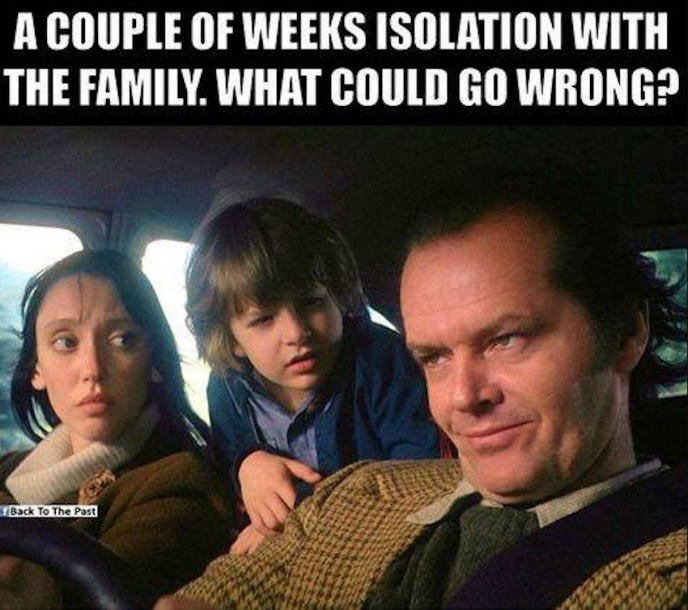 A COUPLE OF WEEKS ISOLATION WITH
THE FAMILY. WHAT COULD GO WRONG?
f Back To The Past